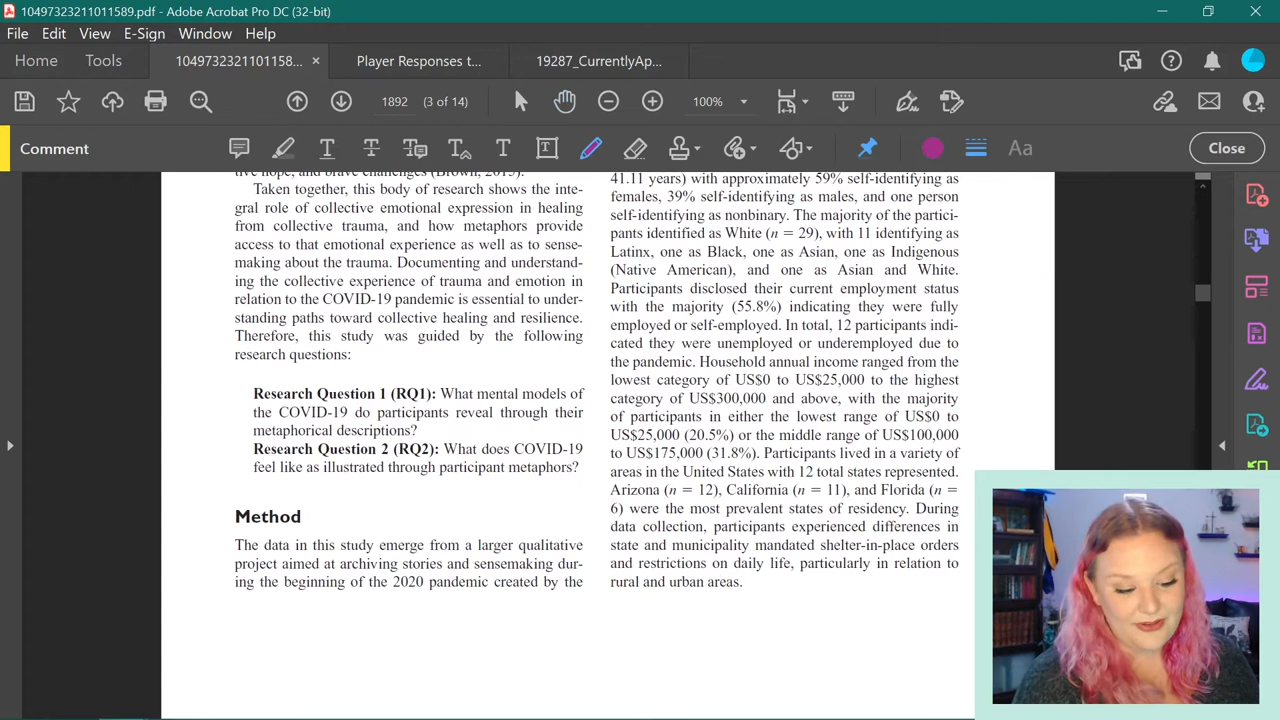 10497323211011589.pdf - Adobe Acrobat Pro DC (32-bit)
File Edit View E-Sign Window Help
Home Tools 1049732321101158... × Player Responses t... 19287_CurrentlyAp...
1892 (3 of 14) 100%
Comment Aa Close
tive hope, and brave challenges (Brown, 2015).
Taken together, this body of research shows the inte-
gral role of collective emotional expression in healing
from collective trauma, and how metaphors provide
access to that emotional experience as well as to sense-
making about the trauma. Documenting and understand-
ing the collective experience of trauma and emotion in
relation to the COVID-19 pandemic is essential to under-
standing paths toward collective healing and resilience.
Therefore, this study was guided by the following
research questions:
Research Question 1 (RQ1): What mental models of
the COVID-19 do participants reveal through their
metaphorical descriptions?
Research Question 2 (RQ2): What does COVID-19
feel like as illustrated through participant metaphors?
Method
The data in this study emerge from a larger qualitative
project aimed at archiving stories and sensemaking dur-
ing the beginning of the 2020 pandemic created by the
41.11 years) with approximately 59% self-identifying as
females, 39% self-identifying as males, and one person
self-identifying as nonbinary. The majority of the partici-
pants identified as White (n = 29), with 11 identifying as
Latinx, one as Black, one as Asian, one as Indigenous
(Native American), and one as Asian and White.
Participants disclosed their current employment status
with the majority (55.8%) indicating they were fully
employed or self-employed. In total, 12 participants indi-
cated they were unemployed or underemployed due to
the pandemic. Household annual income ranged from the
lowest category of US$0 to US$25,000 to the highest
category of US$300,000 and above, with the majority
of participants in either the lowest range of US$0 to
US$25,000 (20.5%) or the middle range of US$100,000
to US$175,000 (31.8%). Participants lived in a variety of
areas in the United States with 12 total states represented.
Arizona (n = 12), California (n = 11), and Florida (n =
6) were the most prevalent states of residency. During
data collection, participants experienced differences in
state and municipality mandated shelter-in-place orders
and restrictions on daily life, particularly in relation to
rural and urban areas.